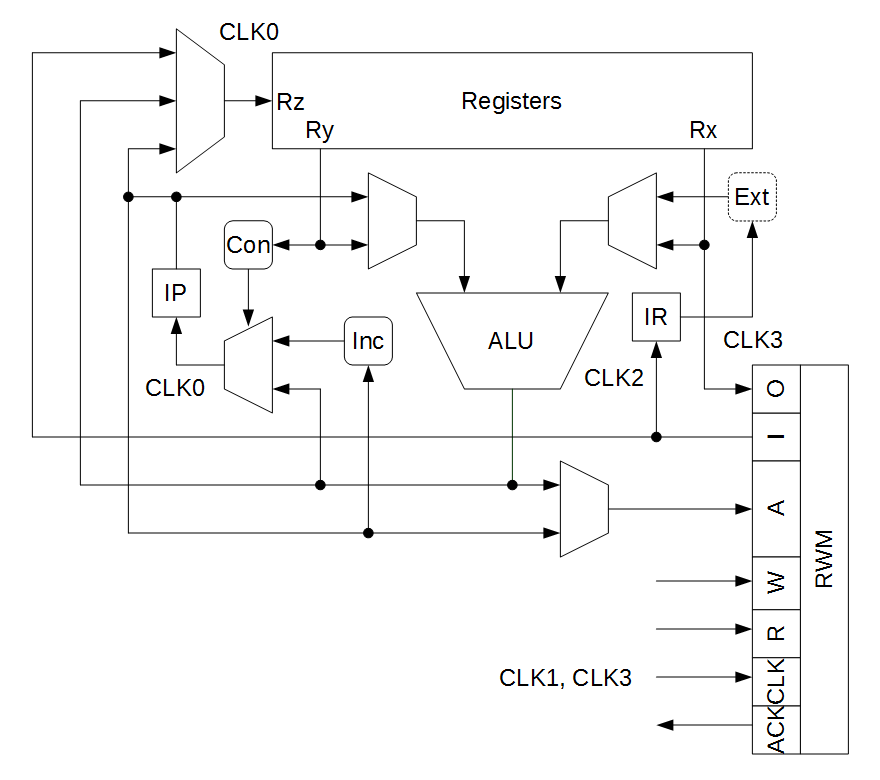 CLK0
Registers
Rz
Ry
Rx
Ext
Con
IP
Inc
ALU
IR
CLK3
CLK2
CLK0
O
I
A
W
R
CLK
ACK
RWM
CLK1, CLK3